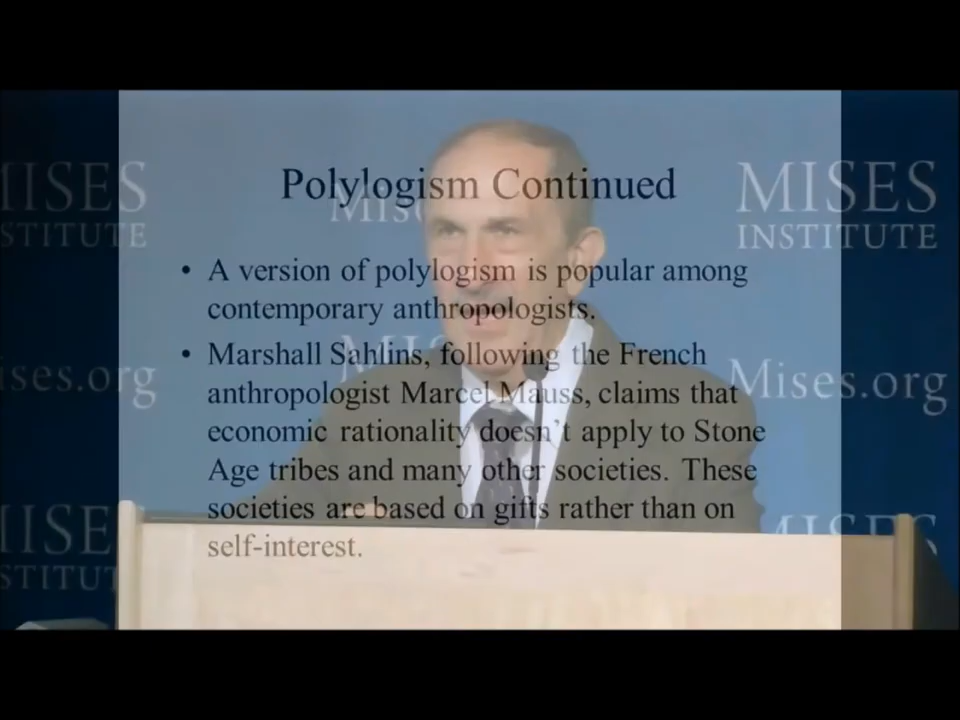 Polylogism Continued
• A version of polylogism is popular among
contemporary anthropologists.
• Marshall Sahlins, following the French
anthropologist Marcel Mauss, claims that
economic rationality doesn't apply to Stone
Age tribes and many other societies. These
societies are based on gifts rather than on
self-interest.
MISES
INSTITUTE
Mises.org
MISES
INSTITUTE